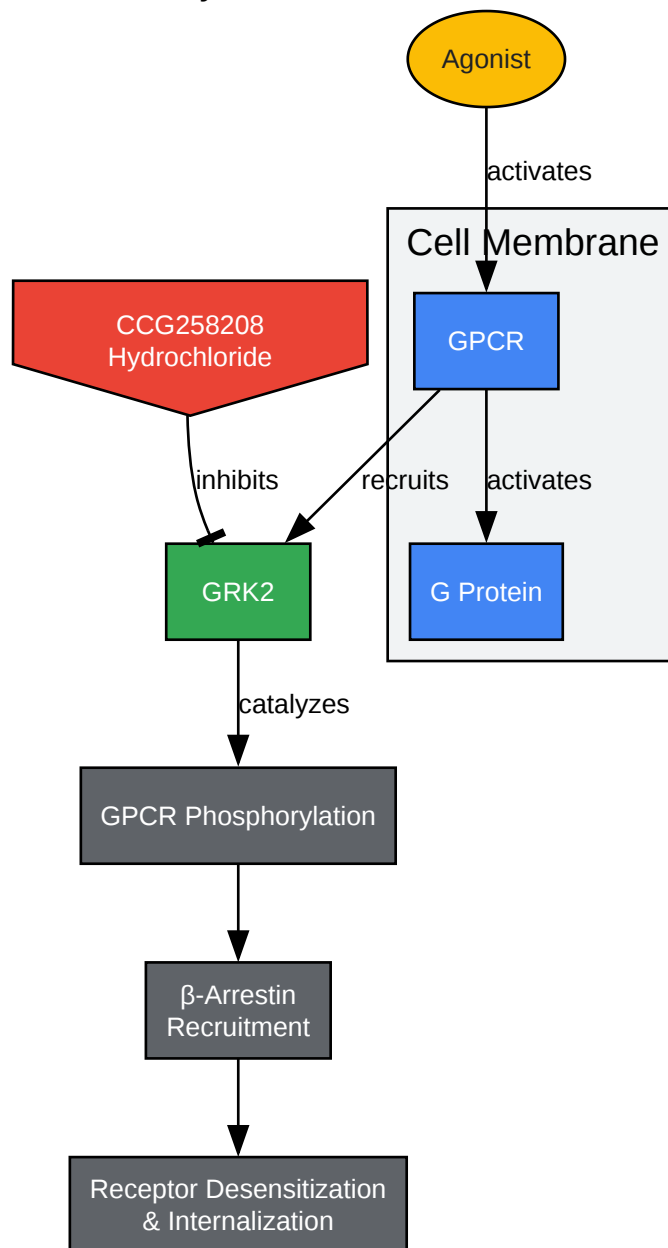 Agonist
activates
Cell Membrane
CCG258208
Hydrochloride
GPCR
inhibits
recruits
activates
GRK2
G Protein
catalyzes
GPCR Phosphorylation
β-Arrestin
Recruitment
Receptor Desensitization
& Internalization